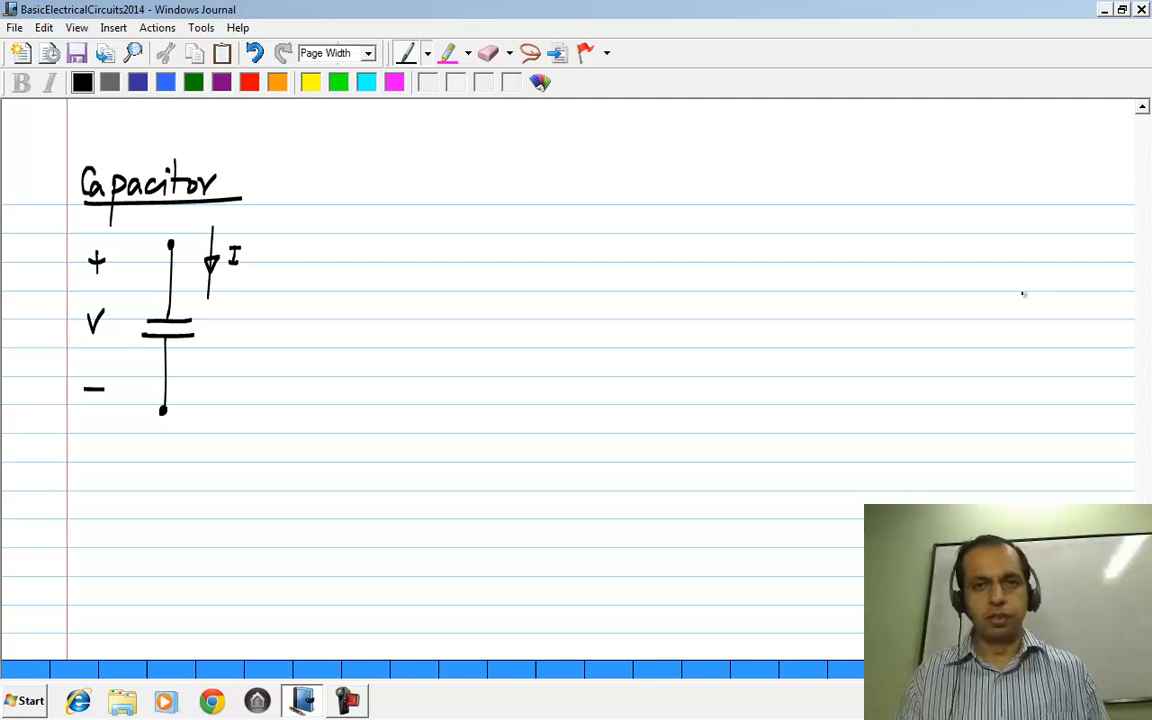 BasicElectricalCircuits2014 - Windows Journal
File Edit View Insert Actions Tools Help
Page Width
B I
Capacitor
+ I
V
−
Start